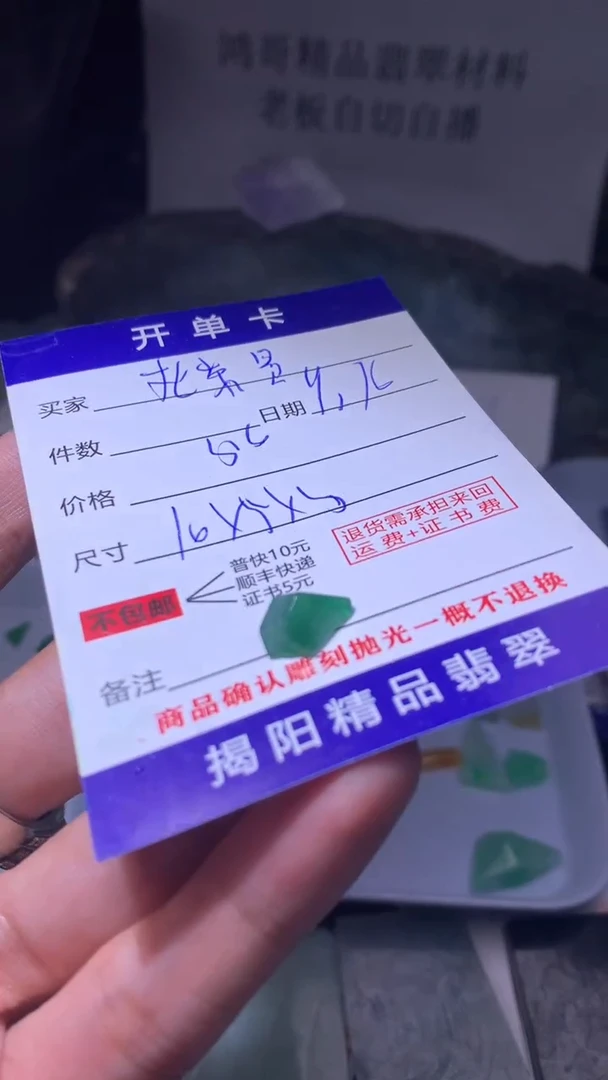 鸿哥精品翡翠材料
老板自切自播
开单卡
买家
件数 日期
价格
尺寸 16X5X5
退货需承担来回
运费+证书费
不包邮
普快10元
顺丰快递
证书5元
备注
商品确认雕刻抛光一概不退换
揭阳精品翡翠